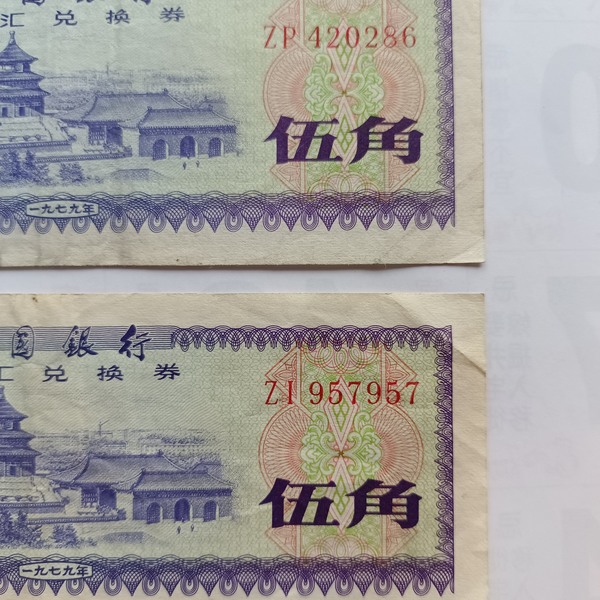 汇兑换券
ZP 420286
伍角
一九七九年
国银行
汇兑换券
ZI 957957
伍角
一九七九年